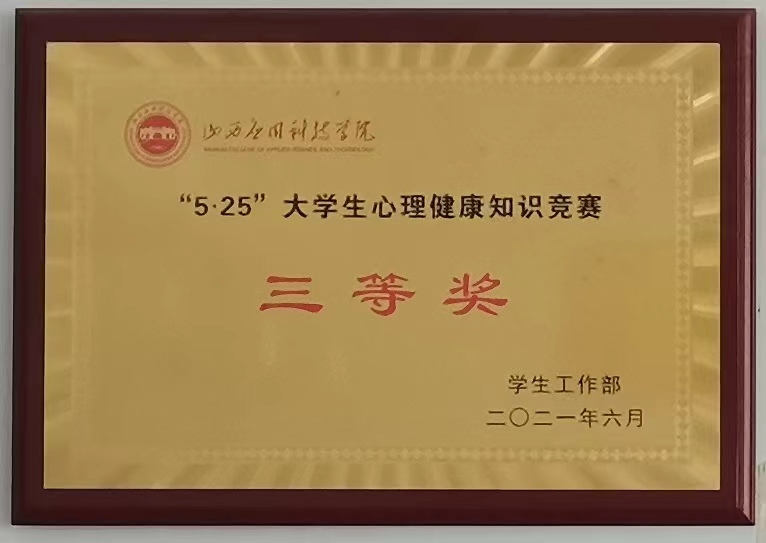 山西应用科技学院
“5·25”大学生心理健康知识竞赛
三等奖
学生工作部
二〇二一年六月